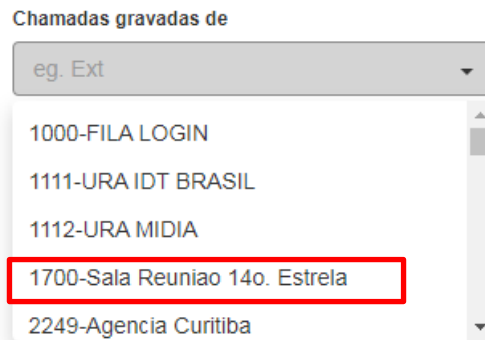 Chamadas gravadas de
eg. Ext
1000-FILA LOGIN
1111-URA IDT BRASIL
1112-URA MIDIA
1700-Sala Reuniao 14o. Estrela
2249-Agencia Curitiba